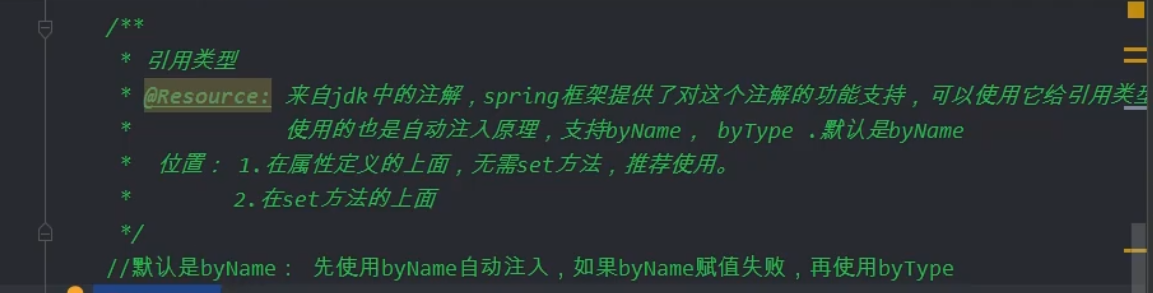 /**
* 引用类型
* @Resource: 来自jdk中的注解，spring框架提供了对这个注解的功能支持，可以使用它给引用类型
* 使用的也是自动注入原理，支持byName， byType .默认是byName
* 位置： 1.在属性定义的上面，无需set方法，推荐使用。
* 2.在set方法的上面
*/
//默认是byName： 先使用byName自动注入，如果byName赋值失败，再使用byType